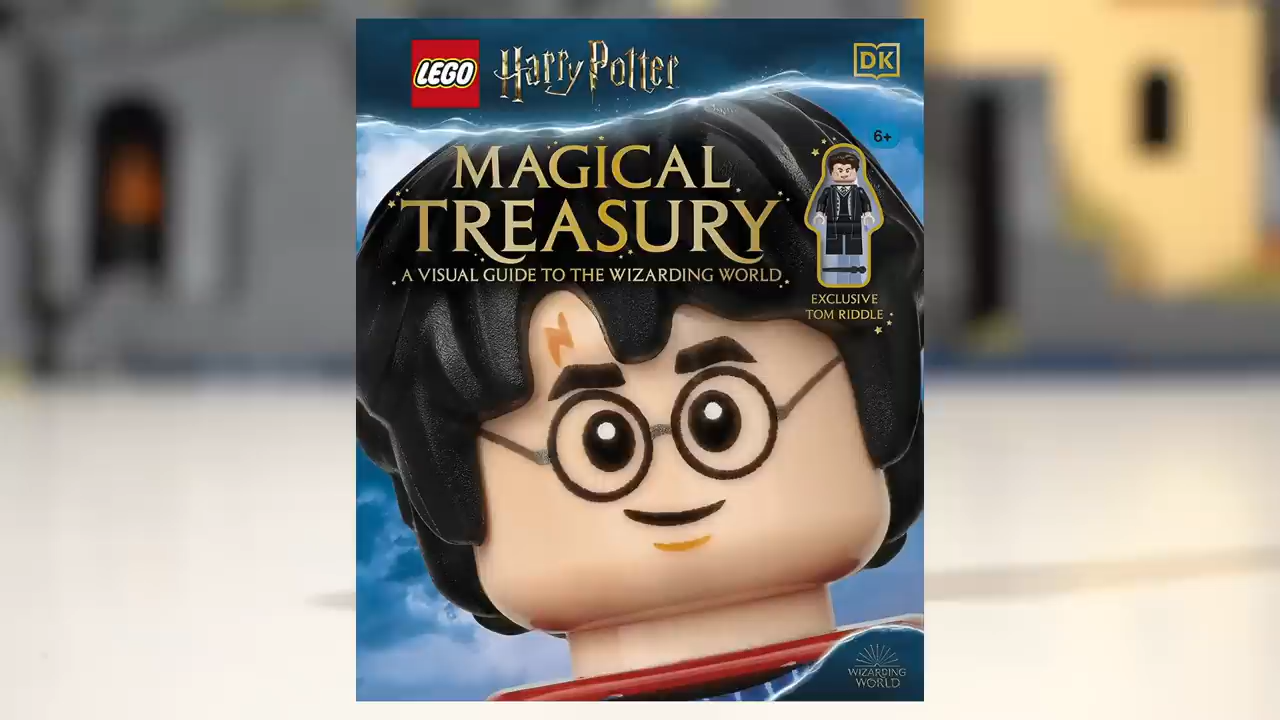 LEGO
Harry Potter
DK
6+
MAGICAL
TREASURY
A VISUAL GUIDE TO THE WIZARDING WORLD
EXCLUSIVE
TOM RIDDLE
WIZARDING
WORLD